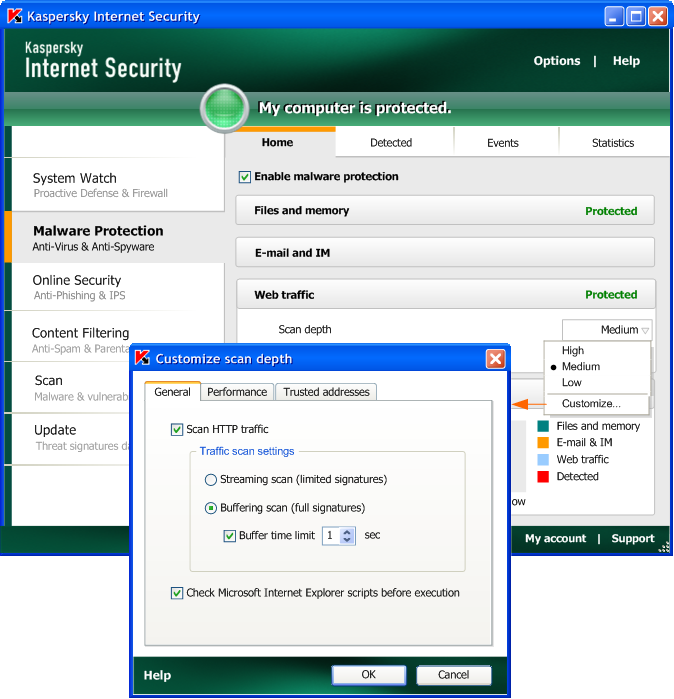 Kaspersky Internet Security
Kaspersky
Internet Security
Options | Help
My computer is protected.
Home
Detected
Events
Statistics
System Watch
Proactive Defense & Firewall
Malware Protection
Anti-Virus & Anti-Spyware
Online Security
Anti-Phishing & IPS
Content Filtering
Anti-Spam & Parenta
Scan
Malware & vulnerab
Update
Threat signatures da
Enable malware protection
Files and memory Protected
E-mail and IM
Web traffic Protected
Scan depth Medium
High
Medium
Low
Customize...
Files and memory
E-mail & IM
Web traffic
Detected
ow
My account | Support
Customize scan depth
General
Performance
Trusted addresses
Scan HTTP traffic
Traffic scan settings
Streaming scan (limited signatures)
Buffering scan (full signatures)
Buffer time limit 1 sec
Check Microsoft Internet Explorer scripts before execution
Help
OK
Cancel